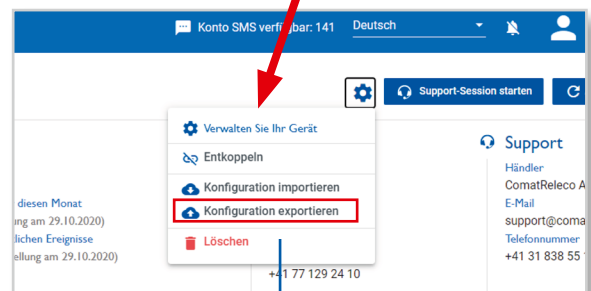 Konto SMS verfügbar: 141 Deutsch
Support-Session starten
Verwalten Sie Ihr Gerät
Entkoppeln
Konfiguration importieren
Konfiguration exportieren
Löschen
+41 77 129 24 10
diesen Monat
am 29.10.2020)
lichen Ereignisse
ellung am 29.10.2020)
Support
Händler
ComatReleco A
E-Mail
support@coma
Telefonnummer
+41 31 838 55